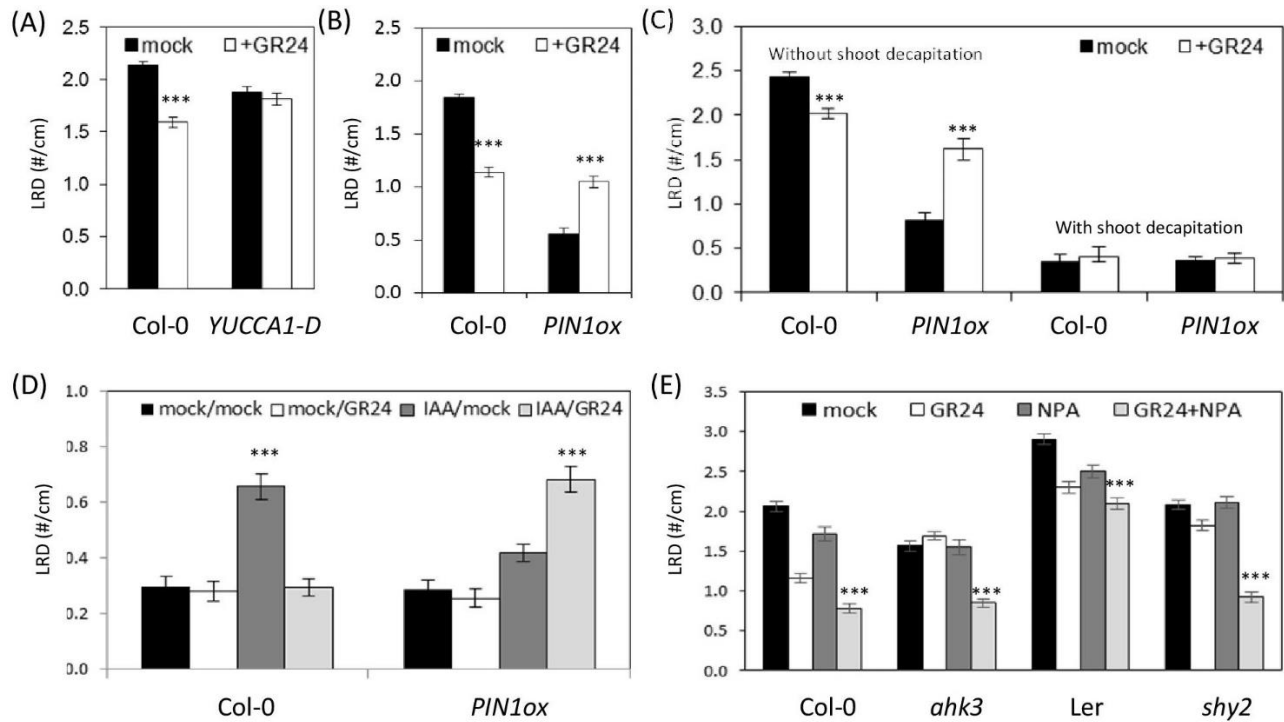 (A)
mock +GR24
LRD (#/cm)
2.5
2.0
***
1.5
1.0
0.5
0.0
Col-0 YUCCA1-D
(B)
mock +GR24
LRD (#/cm)
2.5
2.0
1.5
*** ***
1.0
0.5
0.0
Col-0 PIN1ox
(C)
mock +GR24
Without shoot decapitation
LRD (#/cm)
3.0
2.5
*** ***
2.0
1.5
1.0
With shoot decapitation
0.5
0.0
Col-0 PIN1ox Col-0 PIN1ox
(D)
mock/mock mock/GR24 IAA/mock IAA/GR24
LRD (#/cm)
1.0
0.8
*** ***
0.6
0.4
0.2
0.0
Col-0 PIN1ox
(E)
mock GR24 NPA GR24+NPA
LRD (#/cm)
3.5
3.0
2.5
***
2.0
1.5
*** *** ***
1.0
0.5
0.0
Col-0 ahk3 Ler shy2